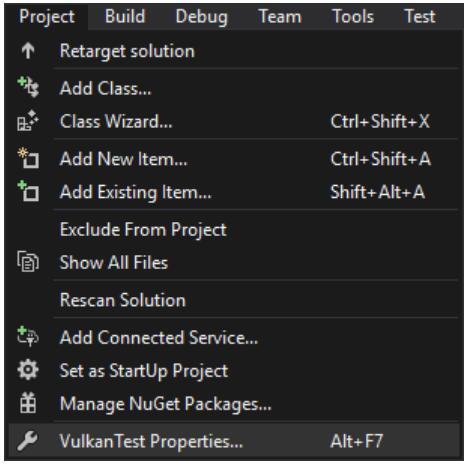 Project Build Debug Team Tools Test
Retarget solution
Add Class...
Class Wizard... Ctrl+Shift+X
Add New Item... Ctrl+Shift+A
Add Existing Item... Shift+Alt+A
Exclude From Project
Show All Files
Rescan Solution
Add Connected Service...
Set as StartUp Project
Manage NuGet Packages...
VulkanTest Properties... Alt+F7